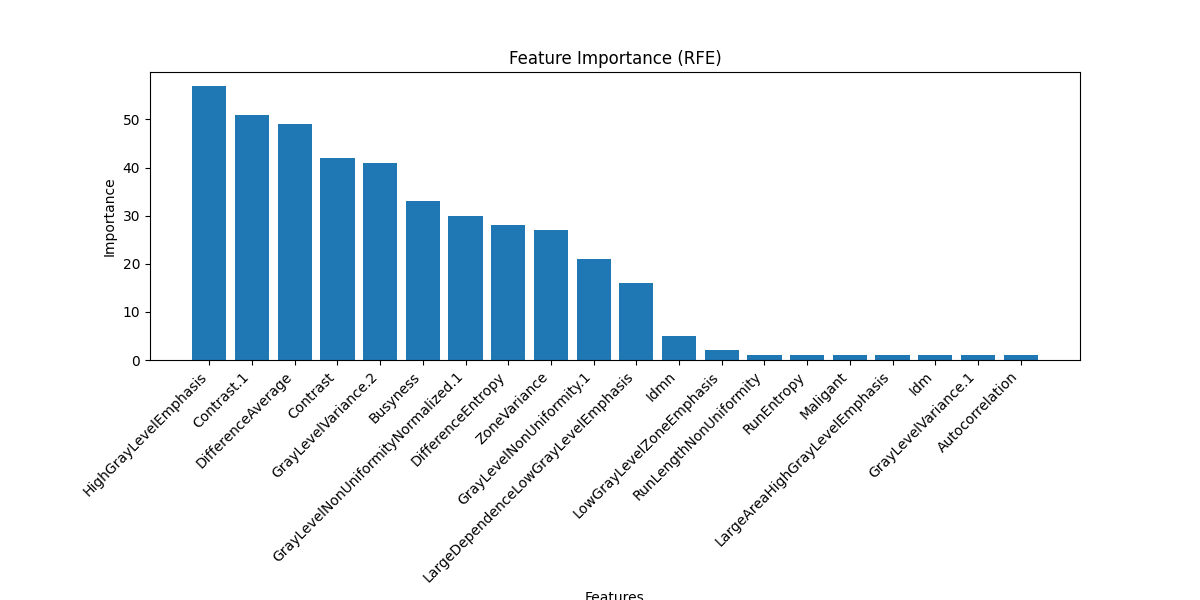 Feature Importance (RFE)
Importance
50
40
30
20
10
0
HighGrayLevelEmphasis
Contrast.1
DifferenceAverage
Contrast
GrayLevelVariance.2
Busyness
GrayLevelNonUniformityNormalized.1
DifferenceEntropy
ZoneVariance
GrayLevelNonUniformity.1
LargeDependenceLowGrayLevelEmphasis
Idmn
LowGrayLevelZoneEmphasis
RunLengthNonUniformity
RunEntropy
Maligant
LargeAreaHighGrayLevelEmphasis
Idm
GrayLevelVariance.1
Autocorrelation
Features